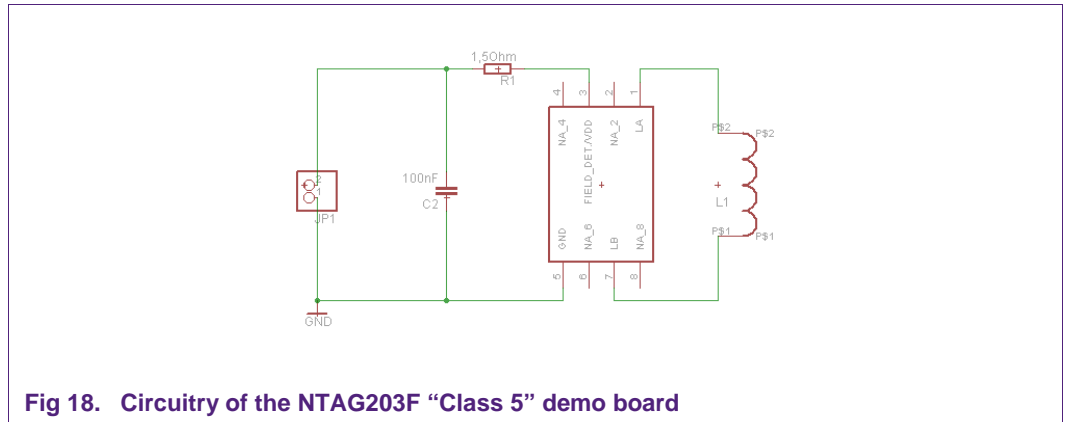 1,5Ohm
R1
4
3
2
1
NA_4
FIELD_DET./VDD
NA_2
LA
P$2
P$2
2
1
JP1
100nF
C2
L1
GND
NA_6
LB
NA_8
P$1
P$1
5
6
7
8
GND
Fig 18. Circuitry of the NTAG203F “Class 5” demo board